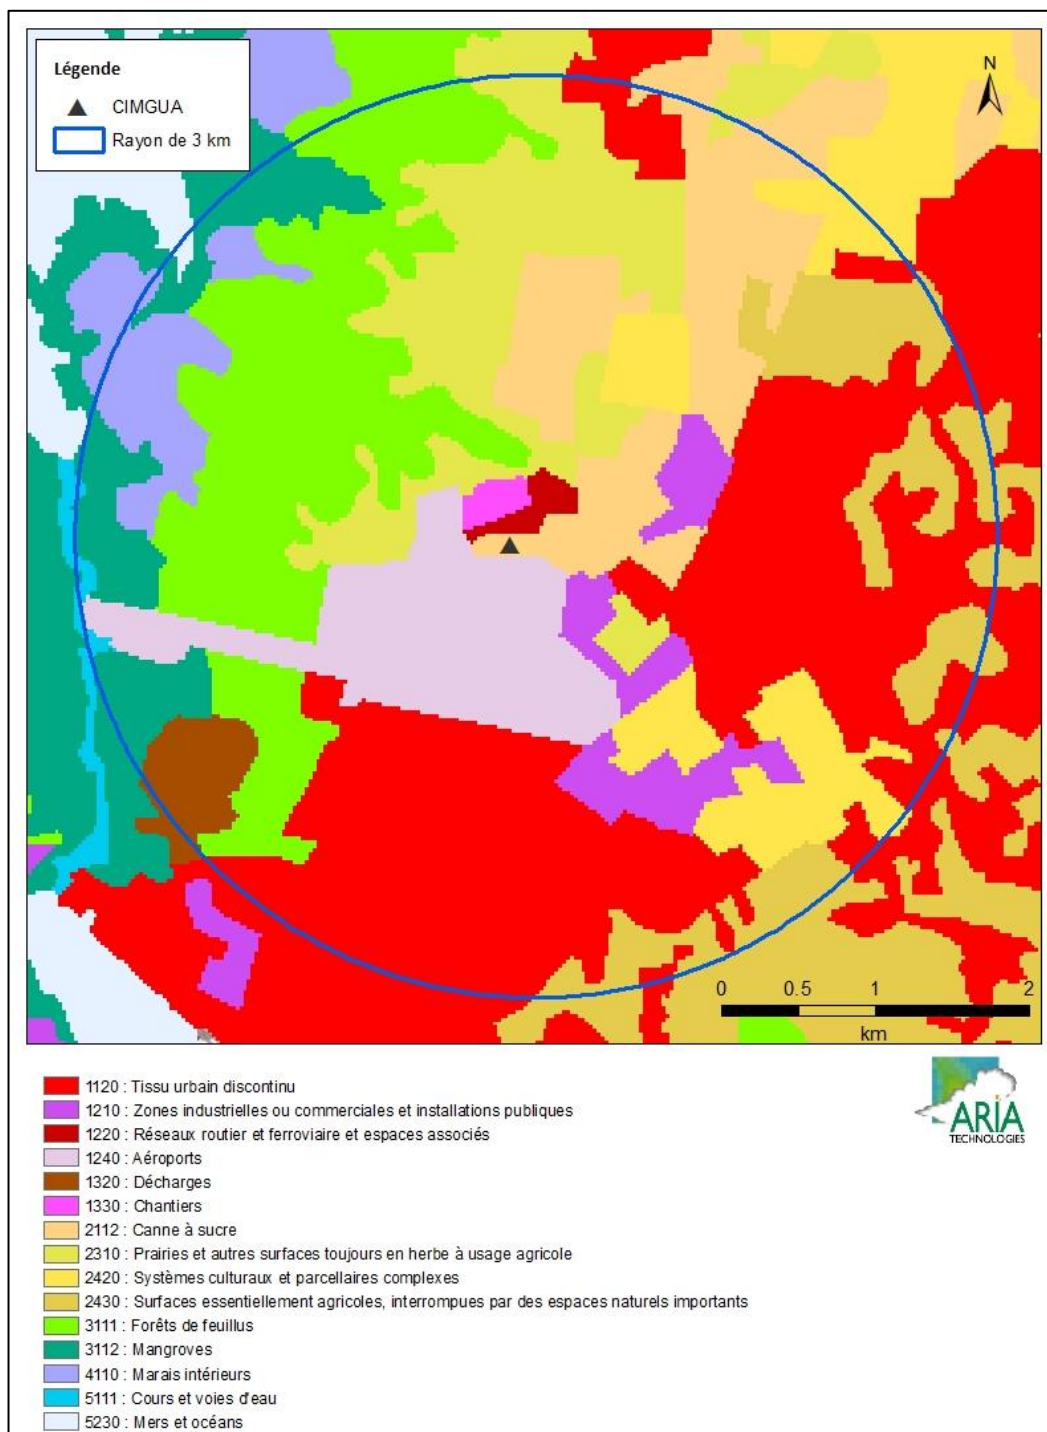 Légende
CIMGUA
Rayon de 3 km
N
0 0.5 1 2
km
1120 : Tissu urbain discontinu
1210 : Zones industrielles ou commerciales et installations publiques
1220 : Réseaux routier et ferroviaire et espaces associés
1240 : Aéroports
1320 : Décharges
1330 : Chantiers
2112 : Canne à sucre
2310 : Prairies et autres surfaces toujours en herbe à usage agricole
2420 : Systèmes culturaux et parcellaires complexes
2430 : Surfaces essentiellement agricoles, interrompues par des espaces naturels importants
3111 : Forêts de feuillus
3112 : Mangroves
4110 : Marais intérieurs
5111 : Cours et voies d'eau
5230 : Mers et océans
ARIA
TECHNOLOGIES